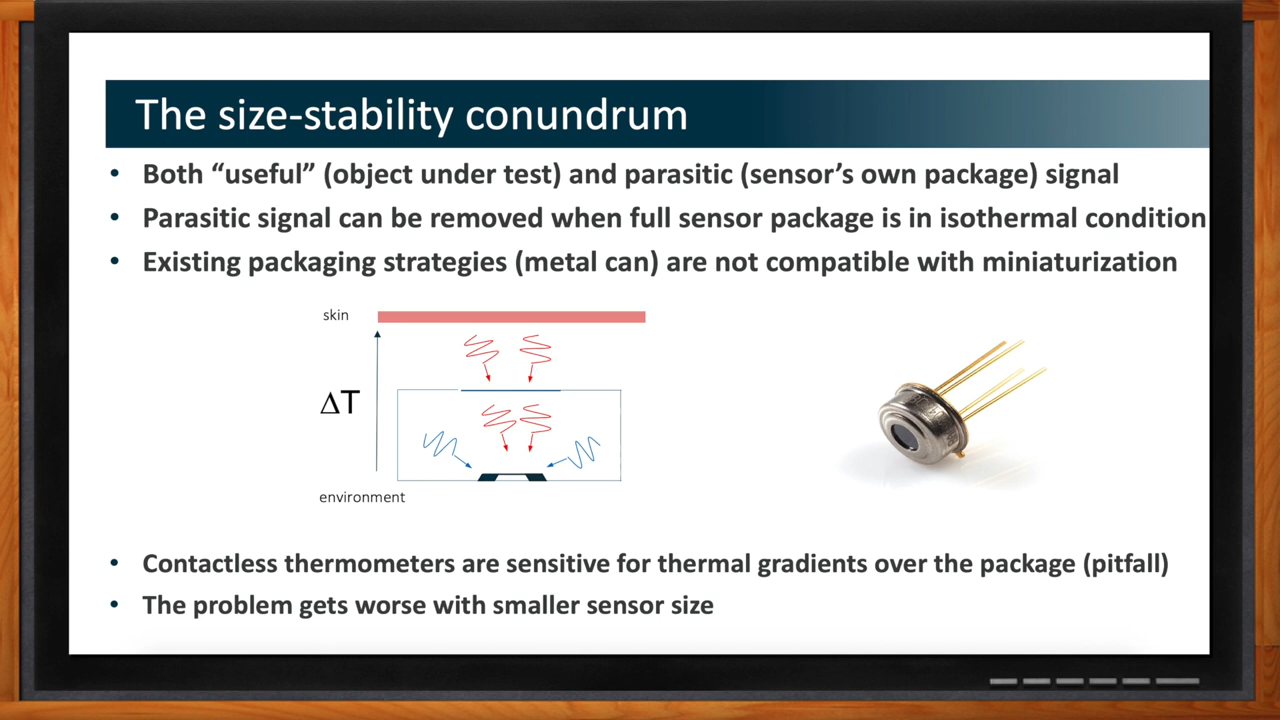 The size-stability conundrum
• Both “useful” (object under test) and parasitic (sensor’s own package) signal
• Parasitic signal can be removed when full sensor package is in isothermal condition
• Existing packaging strategies (metal can) are not compatible with miniaturization
skin
ΔT
environment
• Contactless thermometers are sensitive for thermal gradients over the package (pitfall)
• The problem gets worse with smaller sensor size